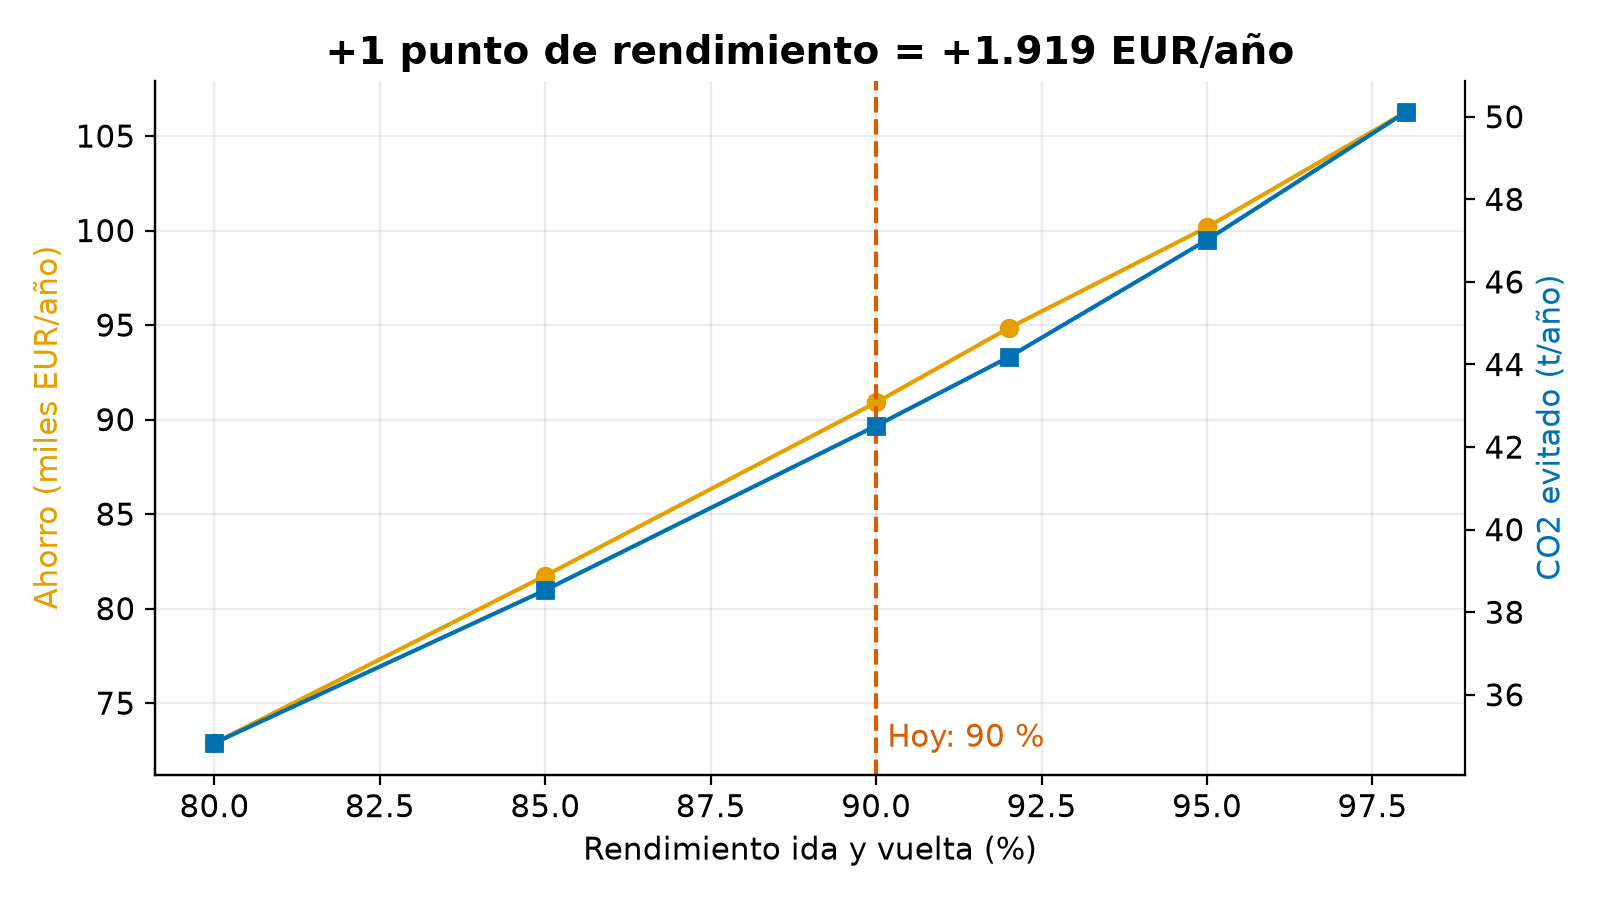 +1 punto de rendimiento = +1.919 EUR/año
Ahorro (miles EUR/año)
105
100
95
90
85
80
75
50
48
46
44
42
40
38
36
CO2 evitado (t/año)
Hoy: 90 %
80.0 82.5 85.0 87.5 90.0 92.5 95.0 97.5
Rendimiento ida y vuelta (%)